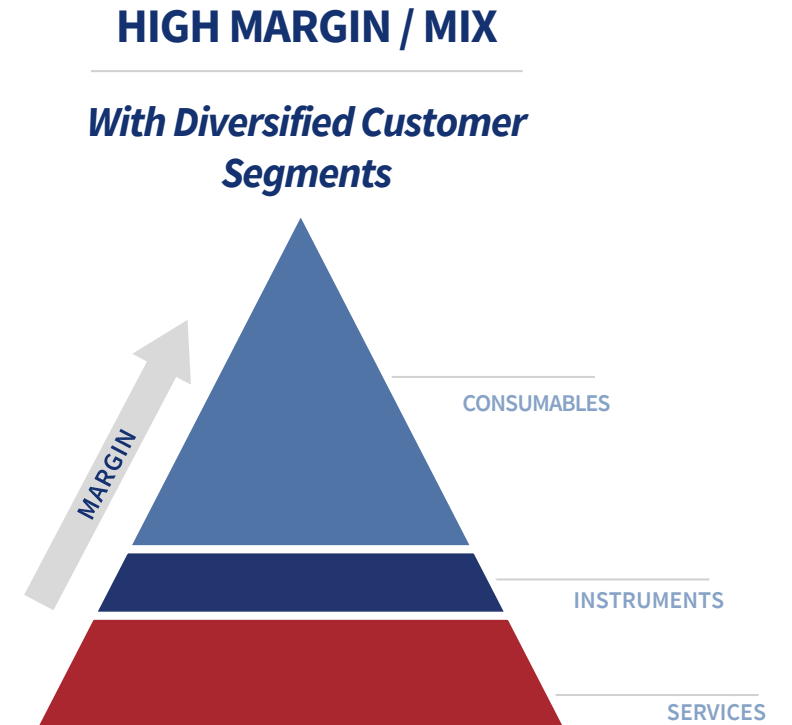 HIGH MARGIN / MIX
With Diversified Customer
Segments
CONSUMABLES
MARGIN
INSTRUMENTS
SERVICES